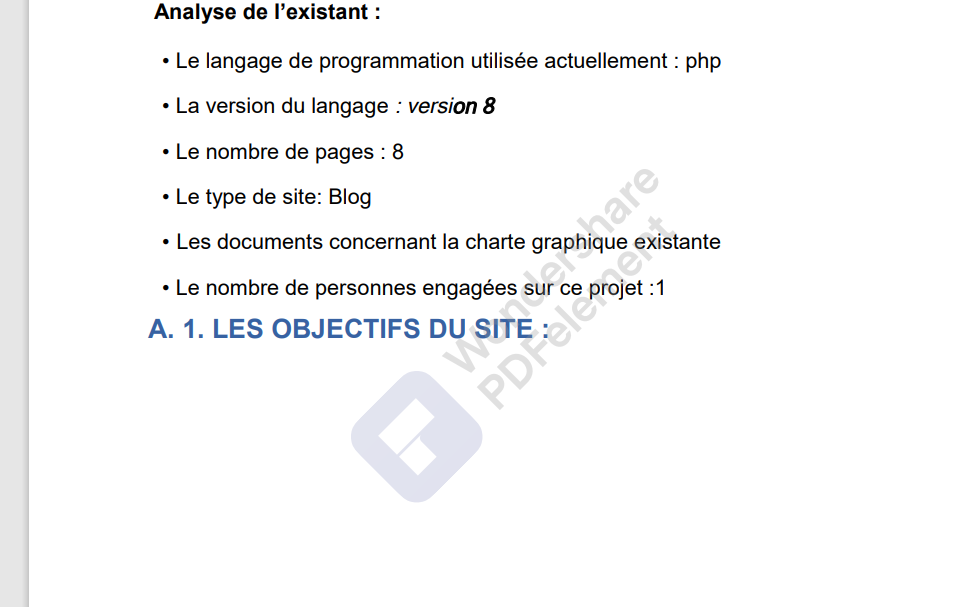 Analyse de l’existant :
• Le langage de programmation utilisée actuellement : php
• La version du langage : version 8
• Le nombre de pages : 8
• Le type de site: Blog
• Les documents concernant la charte graphique existante
• Le nombre de personnes engagées sur ce projet :1
A. 1. LES OBJECTIFS DU SITE :
Wondershare
PDFelement